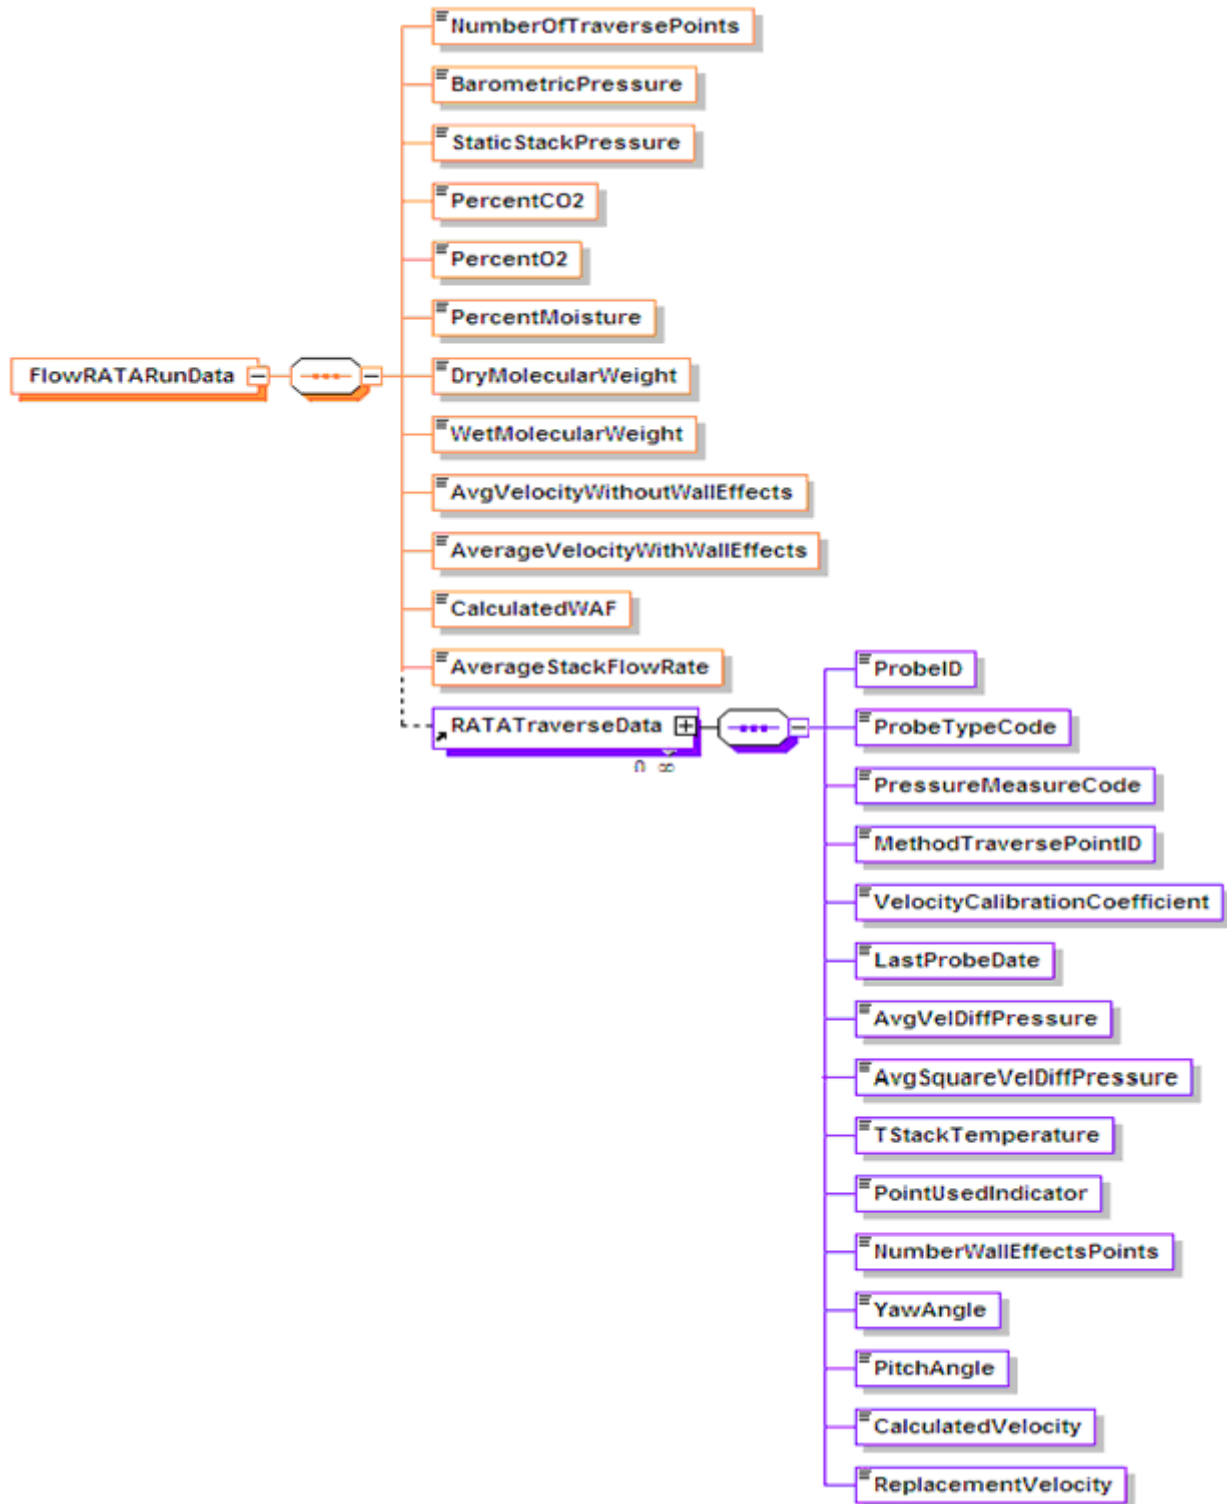 NumberOfTraversePoints
BarometricPressure
StaticStackPressure
PercentCO2
PercentO2
PercentMoisture
FlowRATARunData
DryMolecularWeight
WetMolecularWeight
AvgVelocityWithoutWallEffects
AverageVelocityWithWallEffects
CalculatedWAF
AverageStackFlowRate
RATATraverseData
ProbeID
ProbeTypeCode
PressureMeasureCode
MethodTraversePointID
VelocityCalibrationCoefficient
LastProbeDate
AvgVelDiffPressure
AvgSquareVelDiffPressure
TStackTemperature
PointUsedIndicator
NumberWallEffectsPoints
YawAngle
PitchAngle
CalculatedVelocity
ReplacementVelocity